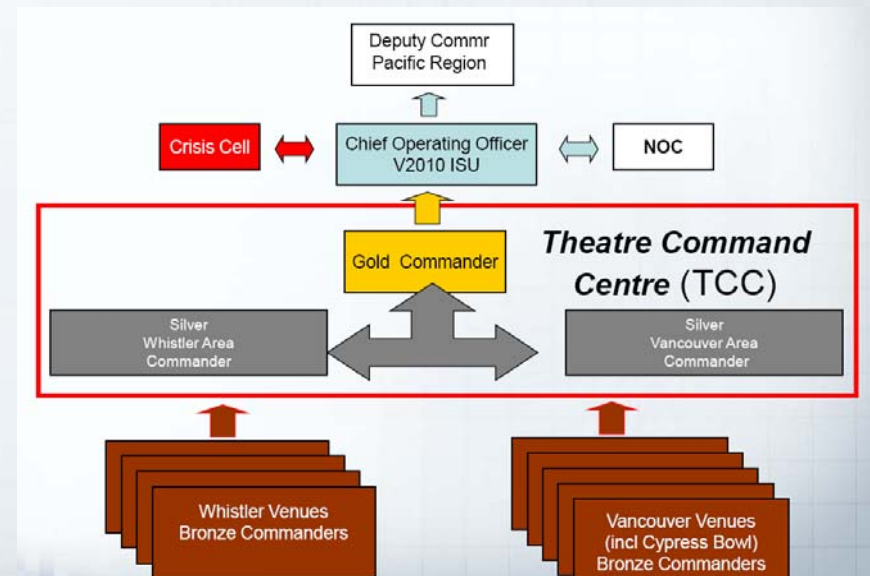 Deputy Commr
Pacific Region
Crisis Cell
Chief Operating Officer
V2010 ISU
NOC
Gold Commander
Theatre Command
Centre (TCC)
Silver
Whistler Area
Commander
Silver
Vancouver Area
Commander
Whistler Venues
Bronze Commanders
Vancouver Venues
(incl Cypress Bowl)
Bronze Commanders